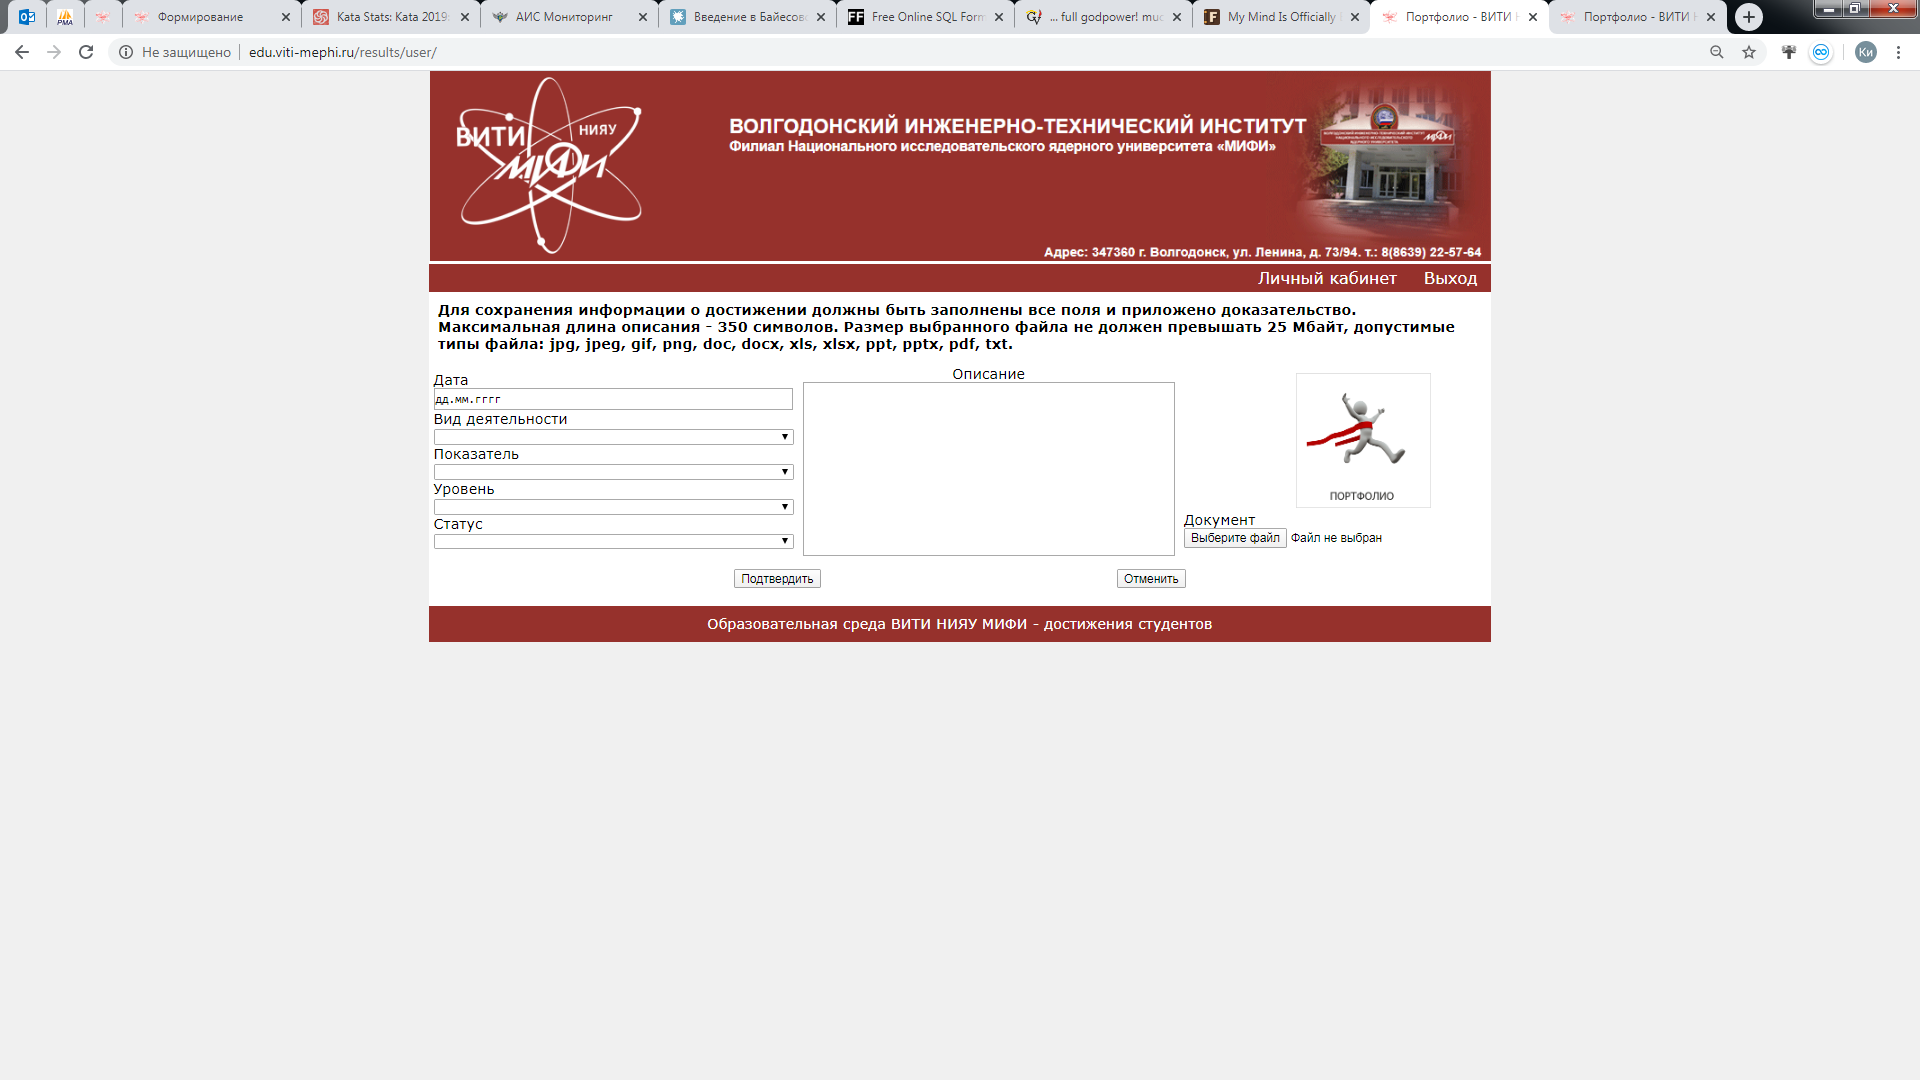 Формирование
Kata Stats: Kata 2019:
АИС Мониторинг
Введение в Байесов
Free Online SQL Form
... full godpower! muc
My Mind Is Officially
Портфолио - ВИТИ Н
Портфолио - ВИТИ Н
Не защищено
edu.viti-mephi.ru/results/user/
Ки
ВИТИ
НИЯУ
МИФИ
ВОЛГОДОНСКИЙ ИНЖЕНЕРНО-ТЕХНИЧЕСКИЙ ИНСТИТУТ
Филиал Национального исследовательского ядерного университета «МИФИ»
Адрес: 347360 г. Волгодонск, ул. Ленина, д. 73/94. т.: 8(8639) 22-57-64
Личный кабинет
Выход
Для сохранения информации о достижении должны быть заполнены все поля и приложено доказательство.
Максимальная длина описания - 350 символов. Размер выбранного файла не должен превышать 25 Мбайт, допустимые
типы файла: jpg, jpeg, gif, png, doc, docx, xls, xlsx, ppt, pptx, pdf, txt.
Дата
дд.мм.гггг
Вид деятельности
Показатель
Уровень
Статус
Описание
ПОРТФОЛИО
Документ
Выберите файл
Файл не выбран
Подтвердить
Отменить
Образовательная среда ВИТИ НИЯУ МИФИ - достижения студентов